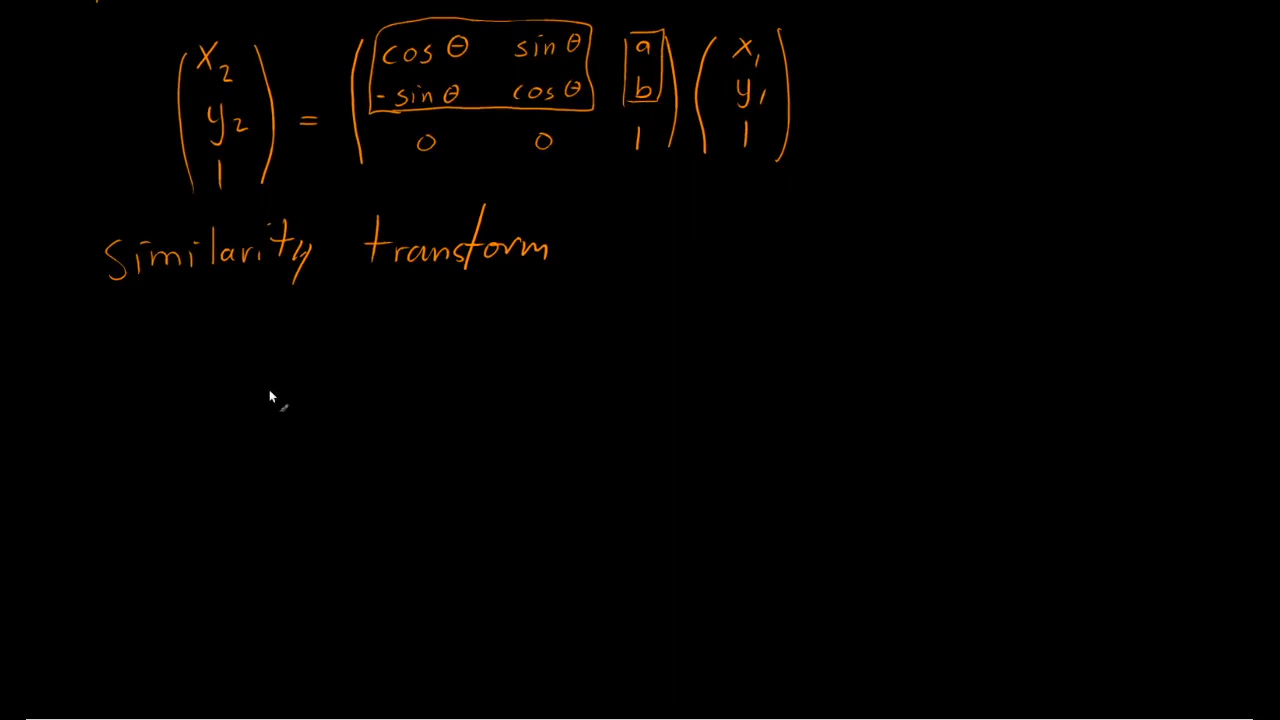 x₂ cos θ sin θ a x₁
y₂ = -sin θ cos θ b y₁
1 0 0 1 1
Similarity transform